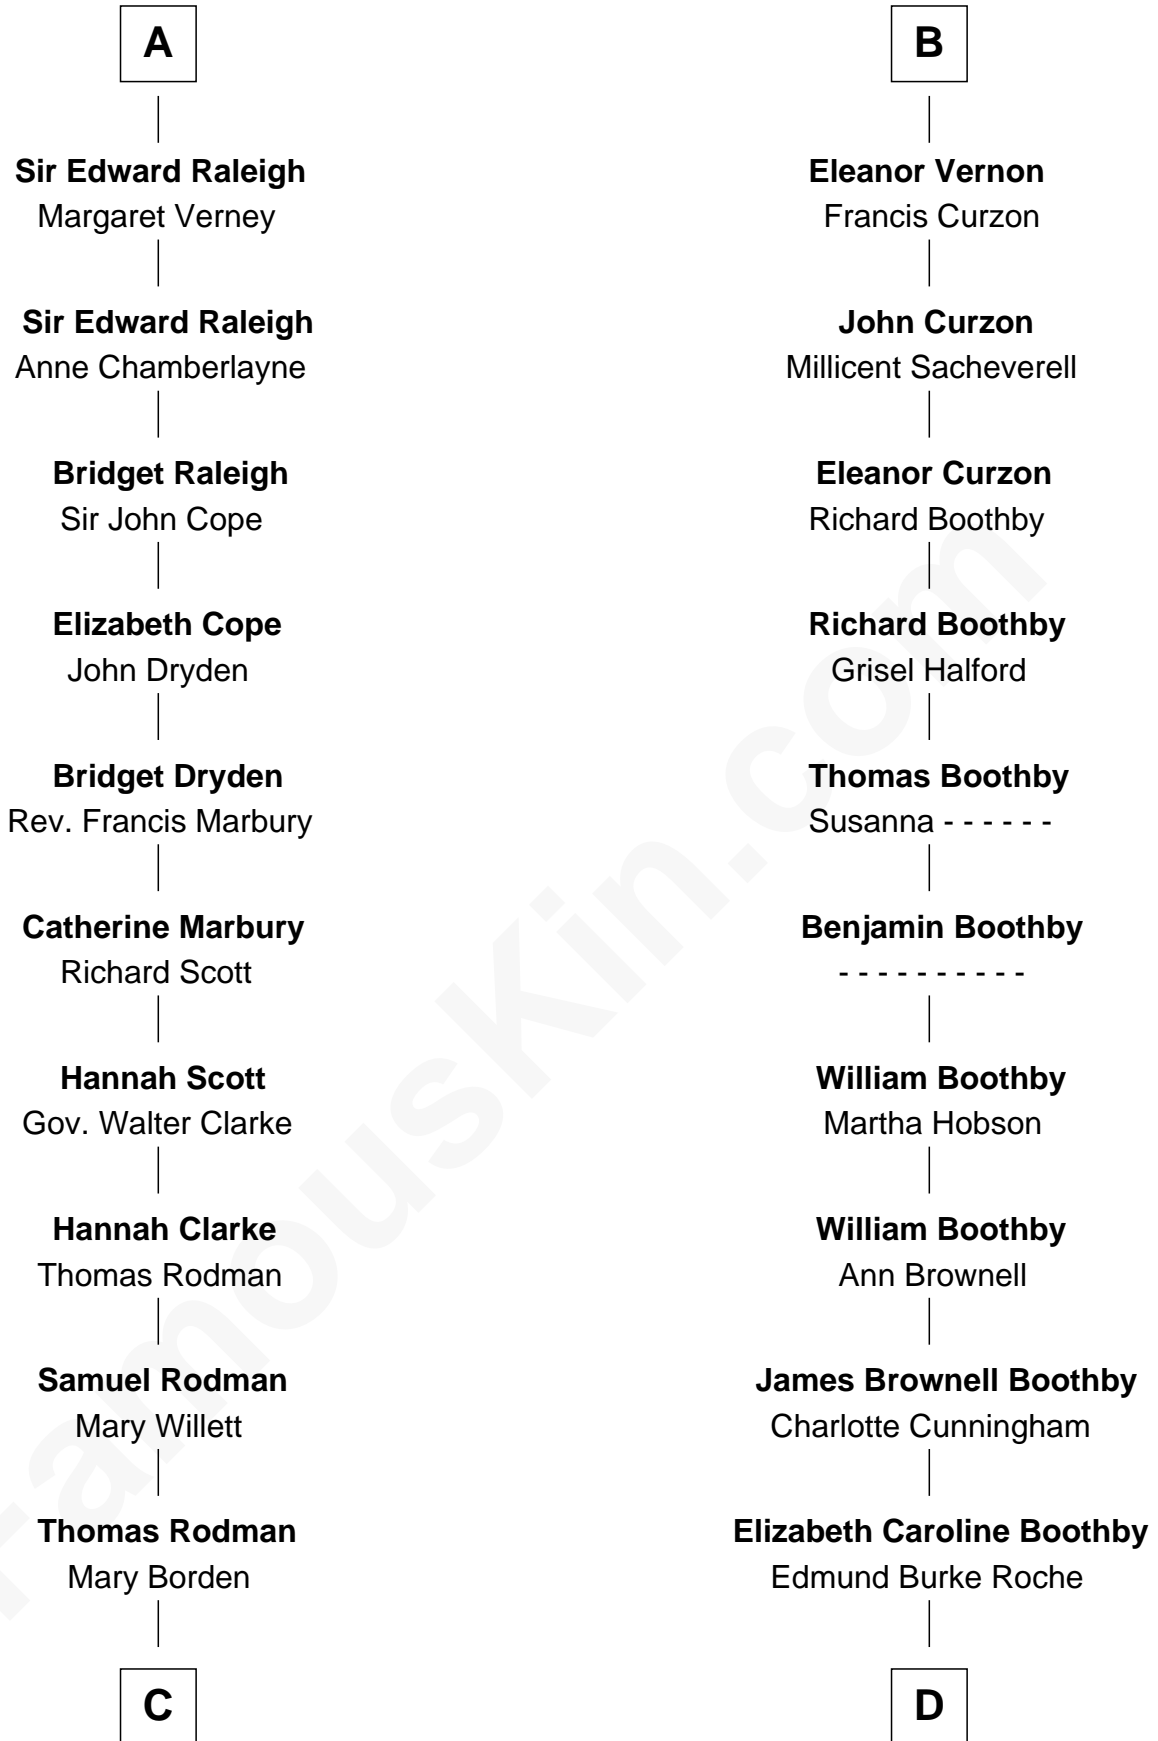 A
Sir Edward Raleigh
Margaret Verney
Sir Edward Raleigh
Anne Chamberlayne
Bridget Raleigh
Sir John Cope
Elizabeth Cope
John Dryden
Bridget Dryden
Rev. Francis Marbury
Catherine Marbury
Richard Scott
Hannah Scott
Gov. Walter Clarke
Hannah Clarke
Thomas Rodman
Samuel Rodman
Mary Willett
Thomas Rodman
Mary Borden
C
B
Eleanor Vernon
Francis Curzon
John Curzon
Millicent Sacheverell
Eleanor Curzon
Richard Boothby
Richard Boothby
Grisel Halford
Thomas Boothby
Susanna - - - - - -
Benjamin Boothby
- - - - - - - - - -
William Boothby
Martha Hobson
William Boothby
Ann Brownell
James Brownell Boothby
Charlotte Cunningham
Elizabeth Caroline Boothby
Edmund Burke Roche
D
FamousKin.com